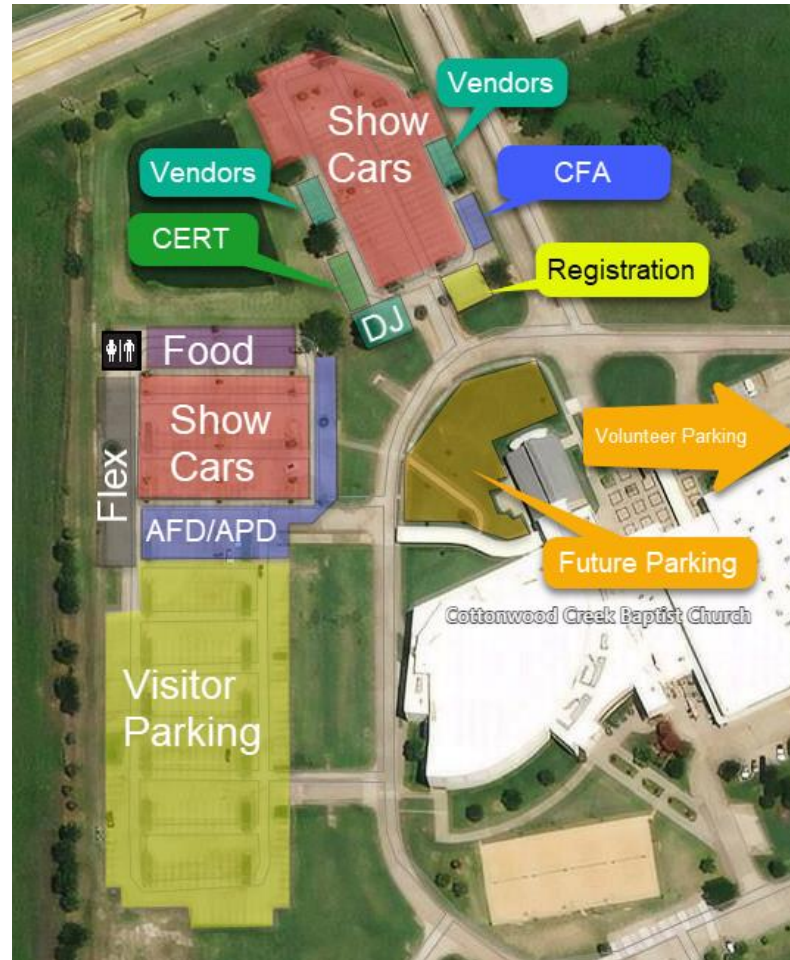 Vendors
Show
Cars
Vendors
CFA
CERT
Registration
DJ
Food
Show
Cars
Volunteer Parking
Flex
AFD/APD
Future Parking
Cottonwood Creek Baptist Church
Visitor
Parking